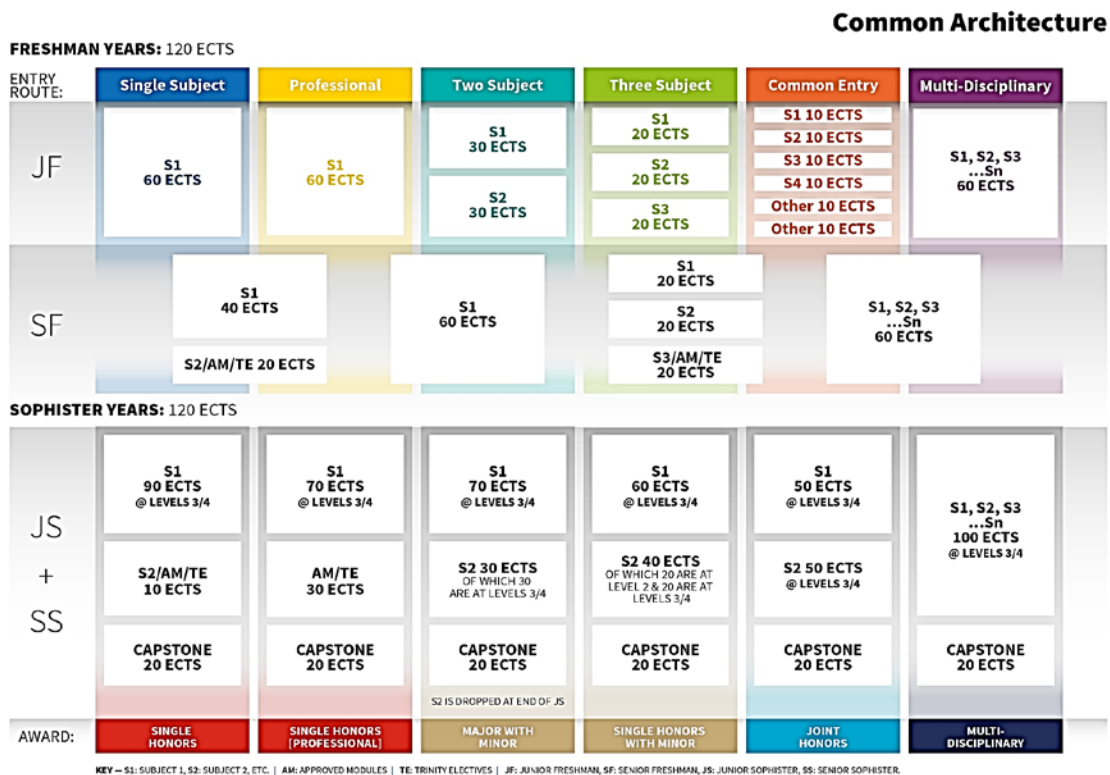 Common Architecture
FRESHMAN YEARS: 120 ECTS
ENTRY
ROUTE:
Single Subject
Professional
Two Subject
Three Subject
Common Entry
Multi-Disciplinary
JF
S1
60 ECTS
S1
60 ECTS
S1
30 ECTS
S2
30 ECTS
S1
20 ECTS
S2
20 ECTS
S3
20 ECTS
S1 10 ECTS
S2 10 ECTS
S3 10 ECTS
S4 10 ECTS
Other 10 ECTS
Other 10 ECTS
S1, S2, S3
...Sn
60 ECTS
SF
S1
40 ECTS
S2/AM/TE 20 ECTS
S1
60 ECTS
S1
20 ECTS
S2
20 ECTS
S3/AM/TE
20 ECTS
S1, S2, S3
...Sn
60 ECTS
SOPHISTER YEARS: 120 ECTS
JS
+
SS
S1
90 ECTS
@ LEVELS 3/4
S2/AM/TE
10 ECTS
CAPSTONE
20 ECTS
S1
70 ECTS
@ LEVELS 3/4
AM/TE
30 ECTS
CAPSTONE
20 ECTS
S1
70 ECTS
@ LEVELS 3/4
S2 30 ECTS
OF WHICH 30
ARE AT LEVELS 3/4
CAPSTONE
20 ECTS
S2 IS DROPPED AT END OF JS
S1
60 ECTS
@ LEVELS 3/4
S2 40 ECTS
OF WHICH 20 ARE AT
LEVEL 2 & 20 ARE AT
LEVELS 3/4
CAPSTONE
20 ECTS
S1
50 ECTS
@ LEVELS 3/4
S2 50 ECTS
@ LEVELS 3/4
CAPSTONE
20 ECTS
S1, S2, S3
...Sn
100 ECTS
@ LEVELS 3/4
CAPSTONE
20 ECTS
AWARD:
SINGLE
HONORS
SINGLE HONORS
[PROFESSIONAL]
MAJOR WITH
MINOR
SINGLE HONORS
WITH MINOR
JOINT
HONORS
MULTI-
DISCIPLINARY
KEY — S1: SUBJECT 1, S2: SUBJECT 2, ETC. | AM: APPROVED MODULES | TE: TRINITY ELECTIVES | JF: JUNIOR FRESHMAN, SF: SENIOR FRESHMAN, JS: JUNIOR SOPHISTER, SS: SENIOR SOPHISTER.